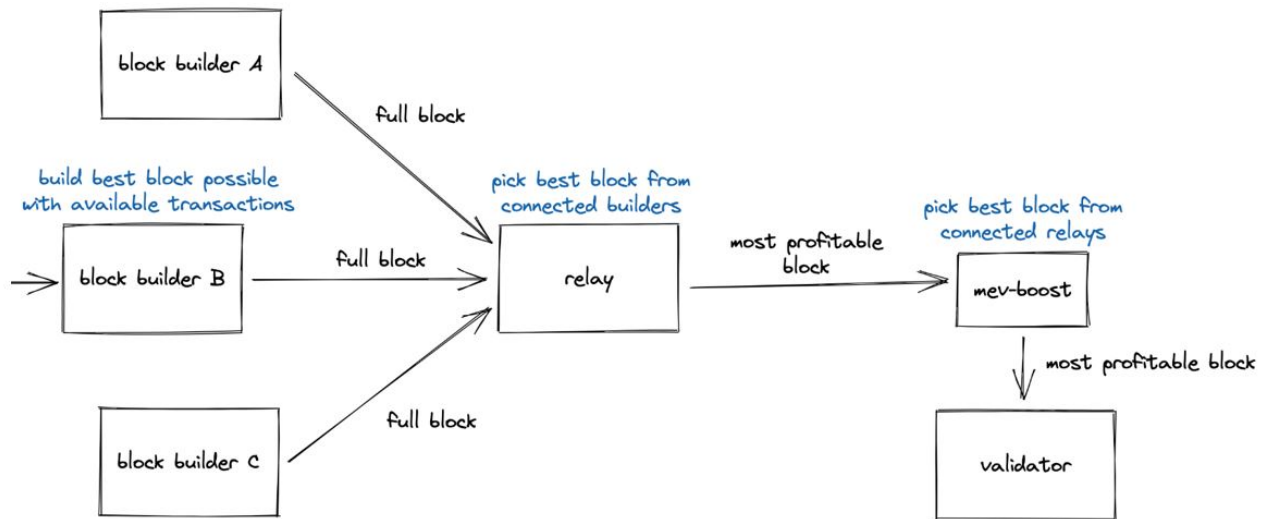 block builder A
full block
build best block possible
with available transactions
pick best block from
connected builders
pick best block from
connected relays
block builder B
full block
relay
most profitable
block
mev-boost
most profitable block
block builder C
full block
validator